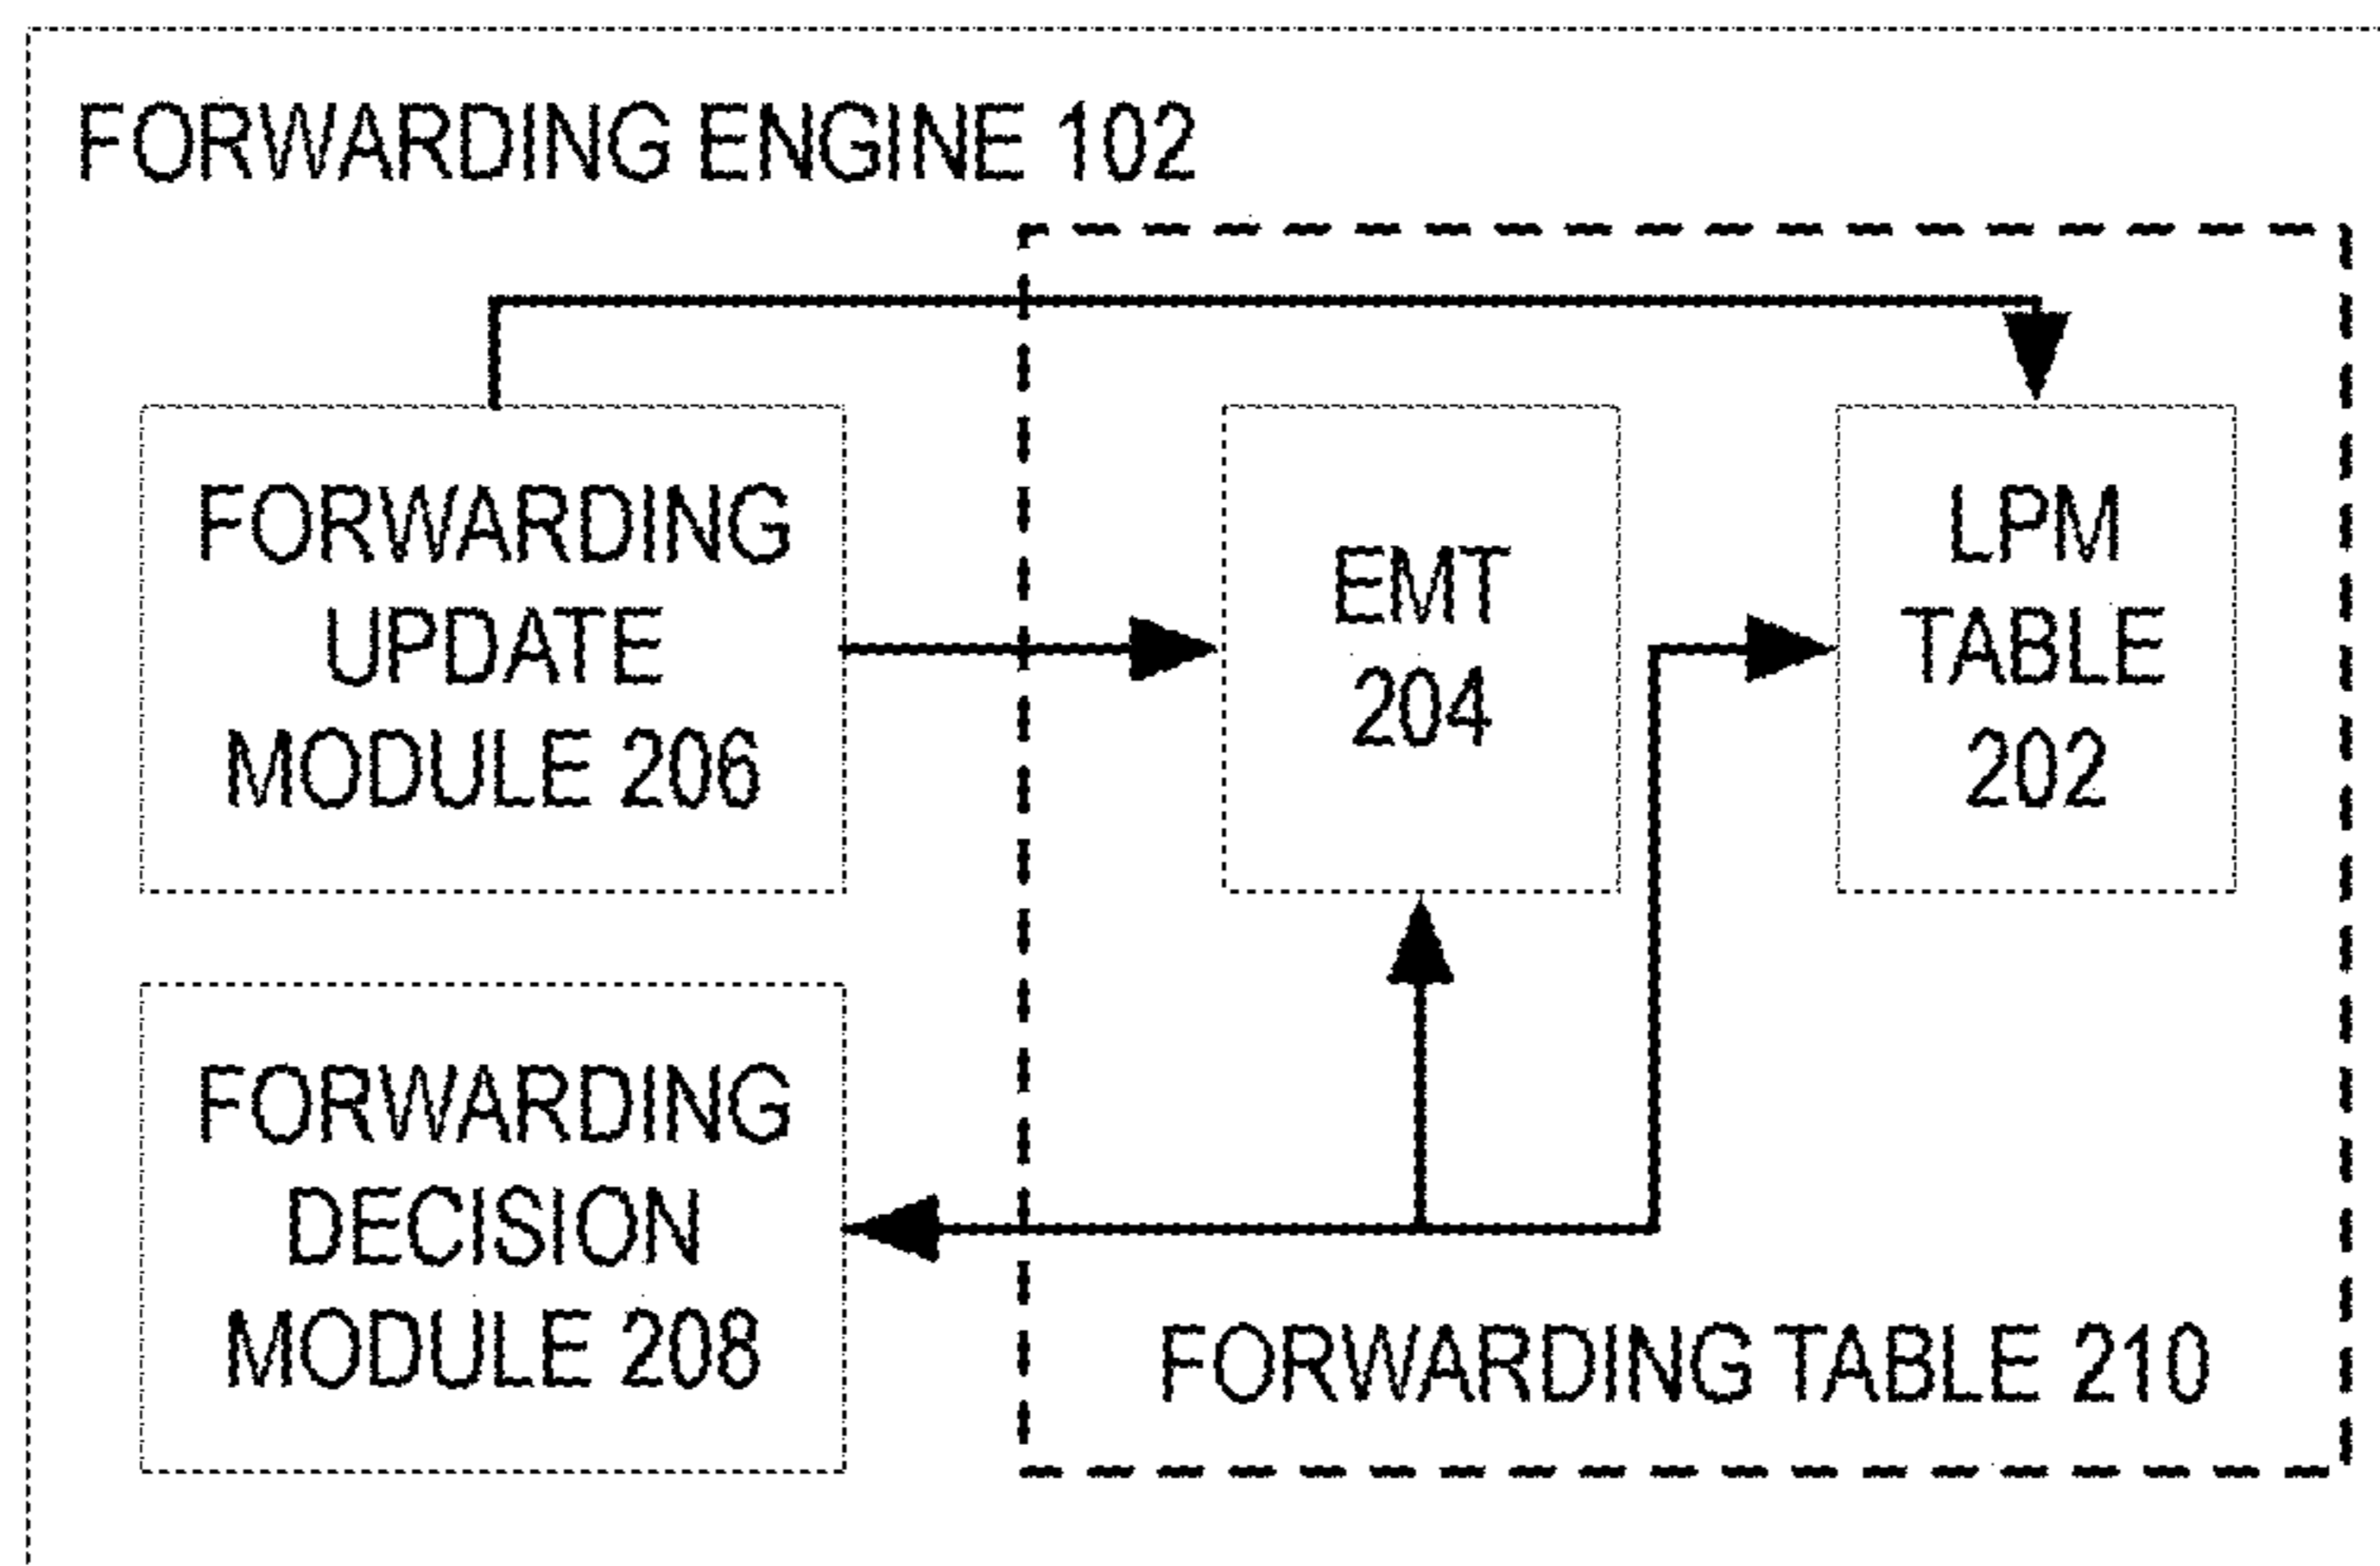 FORWARDING ENGINE 102
FORWARDING
UPDATE
MODULE 206
EMT
204
LPM
TABLE
202
FORWARDING
DECISION
MODULE 208
FORWARDING TABLE 210